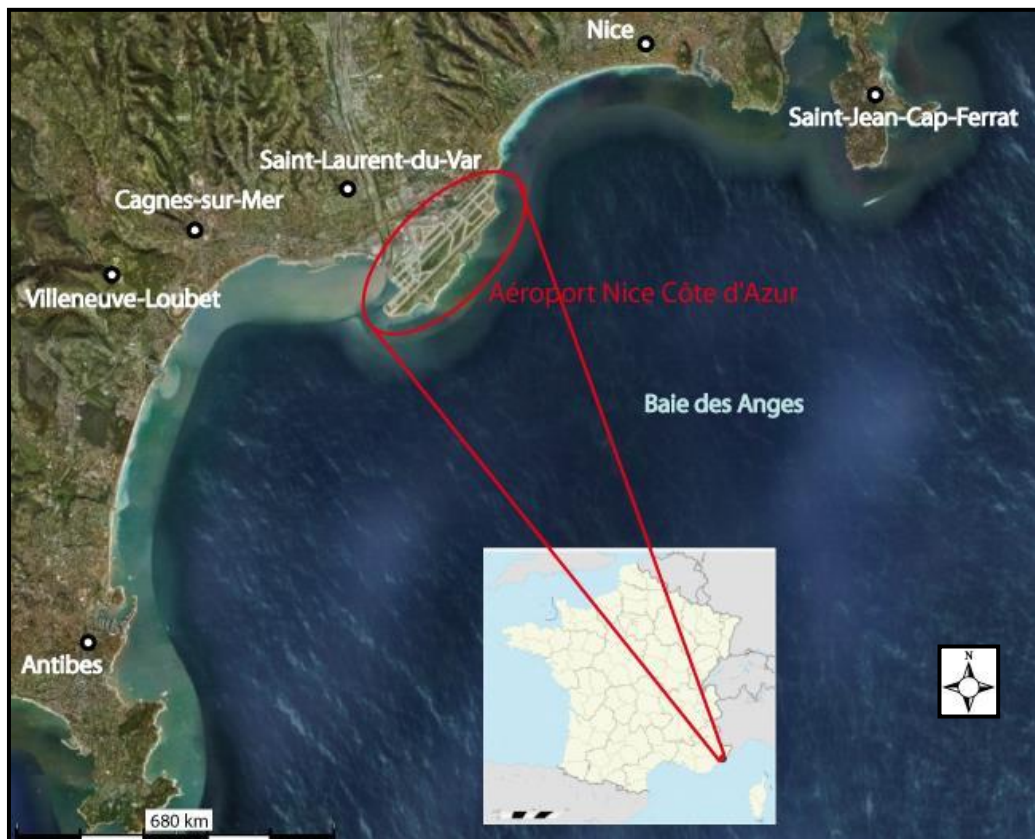 Nice
Saint-Jean-Cap-Ferrat
Saint-Laurent-du-Var
Cagnes-sur-Mer
Villeneuve-Loubet
Aéroport Nice Côte d'Azur
Baie des Anges
Antibes
N
680 km